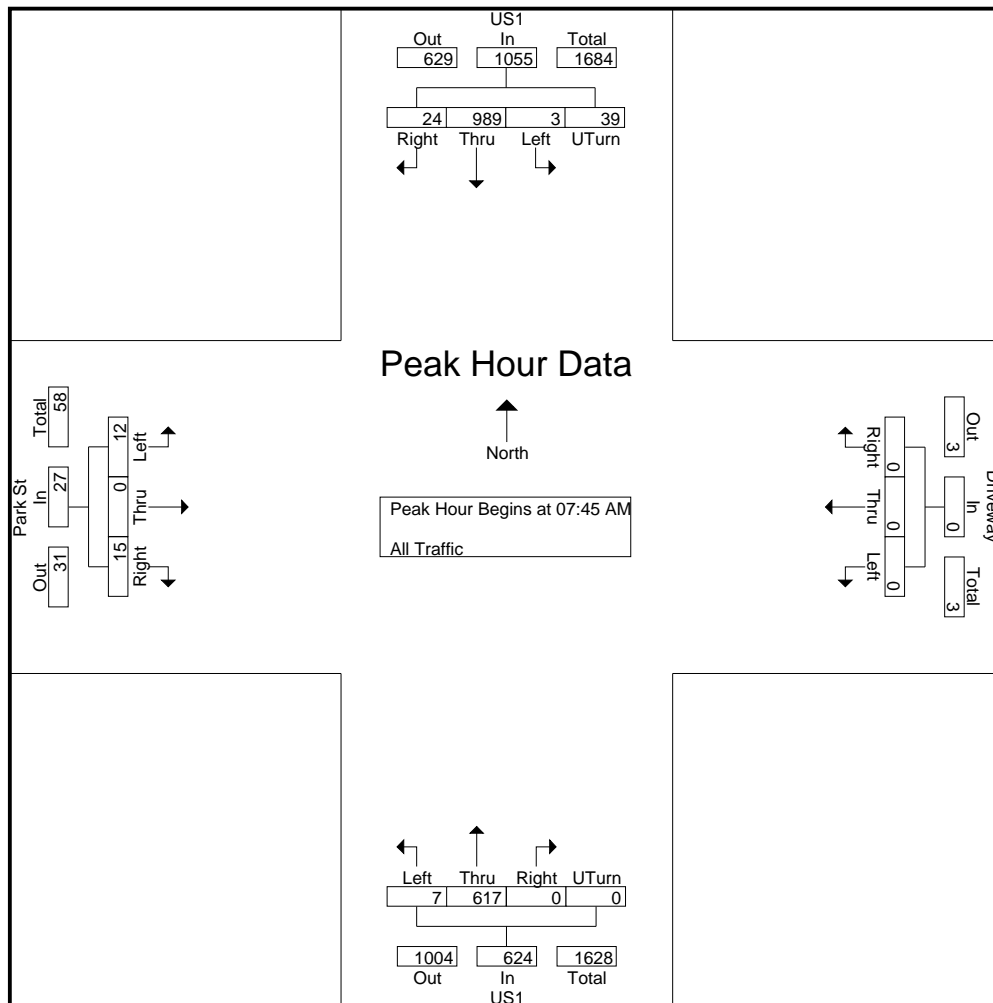 US1
Out In Total
629 1055 1684
24 989 3 39
Right Thru Left UTurn
Peak Hour Data
North
Peak Hour Begins at 07:45 AM
All Traffic
Park St
Out In Total
31 27 58
Right Thru Left
15 0 12
Driveway
Out In Total
3 0 3
Right Thru Left
0 0 0
Left Thru Right UTurn
7 617 0 0
1004 624 1628
Out In Total
US1